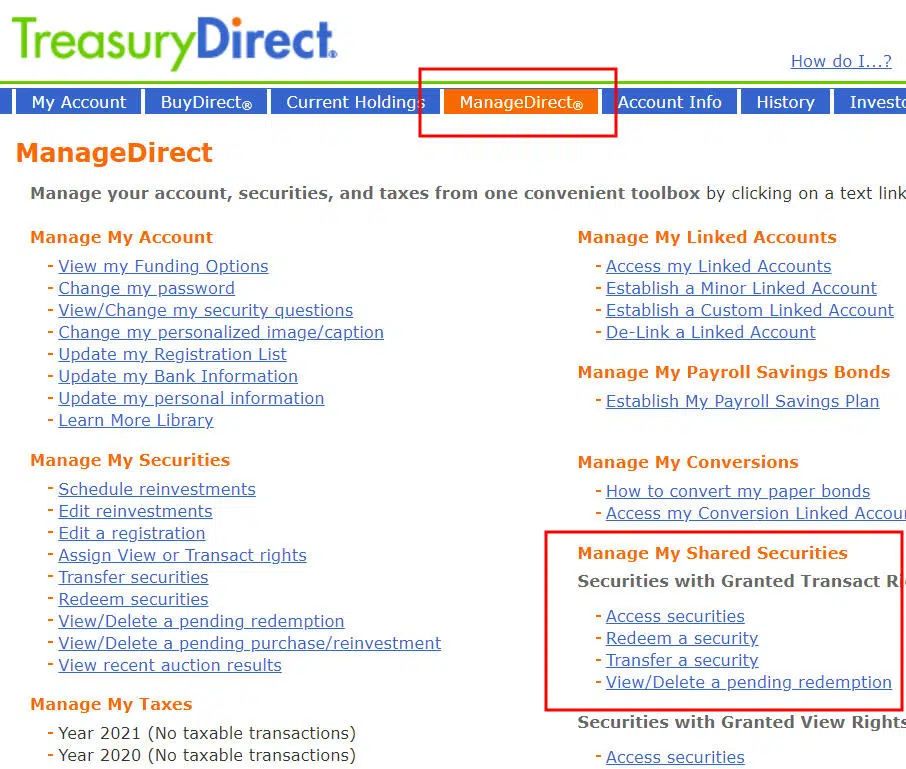 TreasuryDirect®
How do I...?
My Account
BuyDirect®
Current Holdings
ManageDirect®
Account Info
History
Investo
ManageDirect
Manage your account, securities, and taxes from one convenient toolbox by clicking on a text link
Manage My Account
- View my Funding Options
- Change my password
- View/Change my security questions
- Change my personalized image/caption
- Update my Registration List
- Update my Bank Information
- Update my personal information
- Learn More Library
Manage My Securities
- Schedule reinvestments
- Edit reinvestments
- Edit a registration
- Assign View or Transact rights
- Transfer securities
- Redeem securities
- View/Delete a pending redemption
- View/Delete a pending purchase/reinvestment
- View recent auction results
Manage My Taxes
- Year 2021 (No taxable transactions)
- Year 2020 (No taxable transactions)
Manage My Linked Accounts
- Access my Linked Accounts
- Establish a Minor Linked Account
- Establish a Custom Linked Account
- De-Link a Linked Account
Manage My Payroll Savings Bonds
- Establish My Payroll Savings Plan
Manage My Conversions
- How to convert my paper bonds
- Access my Conversion Linked Accou
Manage My Shared Securities
Securities with Granted Transact Ri
- Access securities
- Redeem a security
- Transfer a security
- View/Delete a pending redemption
Securities with Granted View Rights
- Access securities